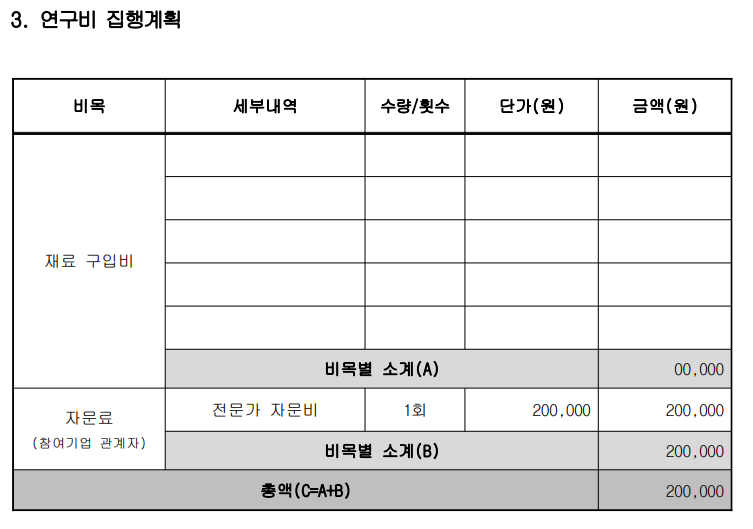 3. 연구비 집행계획
비목 세부내역 수량/횟수 단가(원) 금액(원)
재료 구입비
비목별 소계(A) 00,000
자문료
(참여기업 관계자)
전문가 자문비 1회 200,000 200,000
비목별 소계(B) 200,000
총액(C=A+B) 200,000